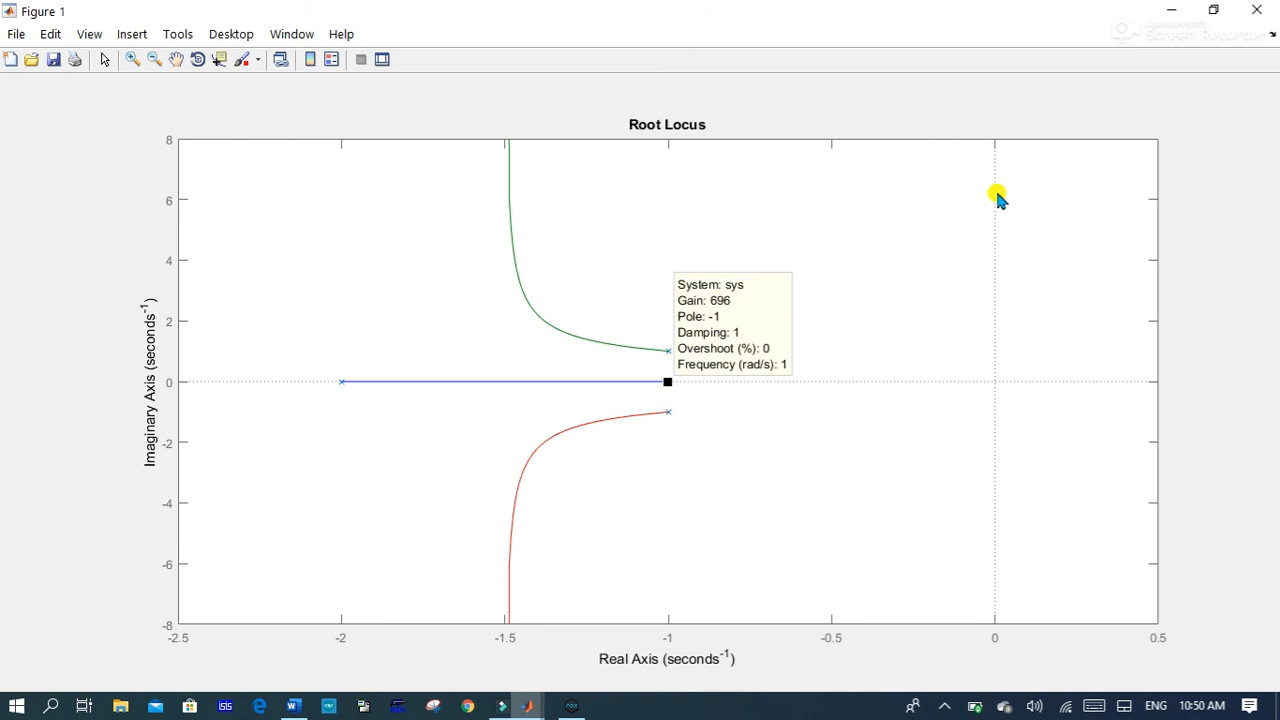 Figure 1
File Edit View Insert Tools Desktop Window Help
Screen Recorder
Root Locus
8
6
4
2
0
-2
-4
-6
-8
Imaginary Axis (seconds-1)
System: sys
Gain: 696
Pole: -1
Damping: 1
Overshoot (%): 0
Frequency (rad/s): 1
-2.5 -2 -1.5 -1 -0.5 0 0.5
Real Axis (seconds-1)
ENG 10:50 AM